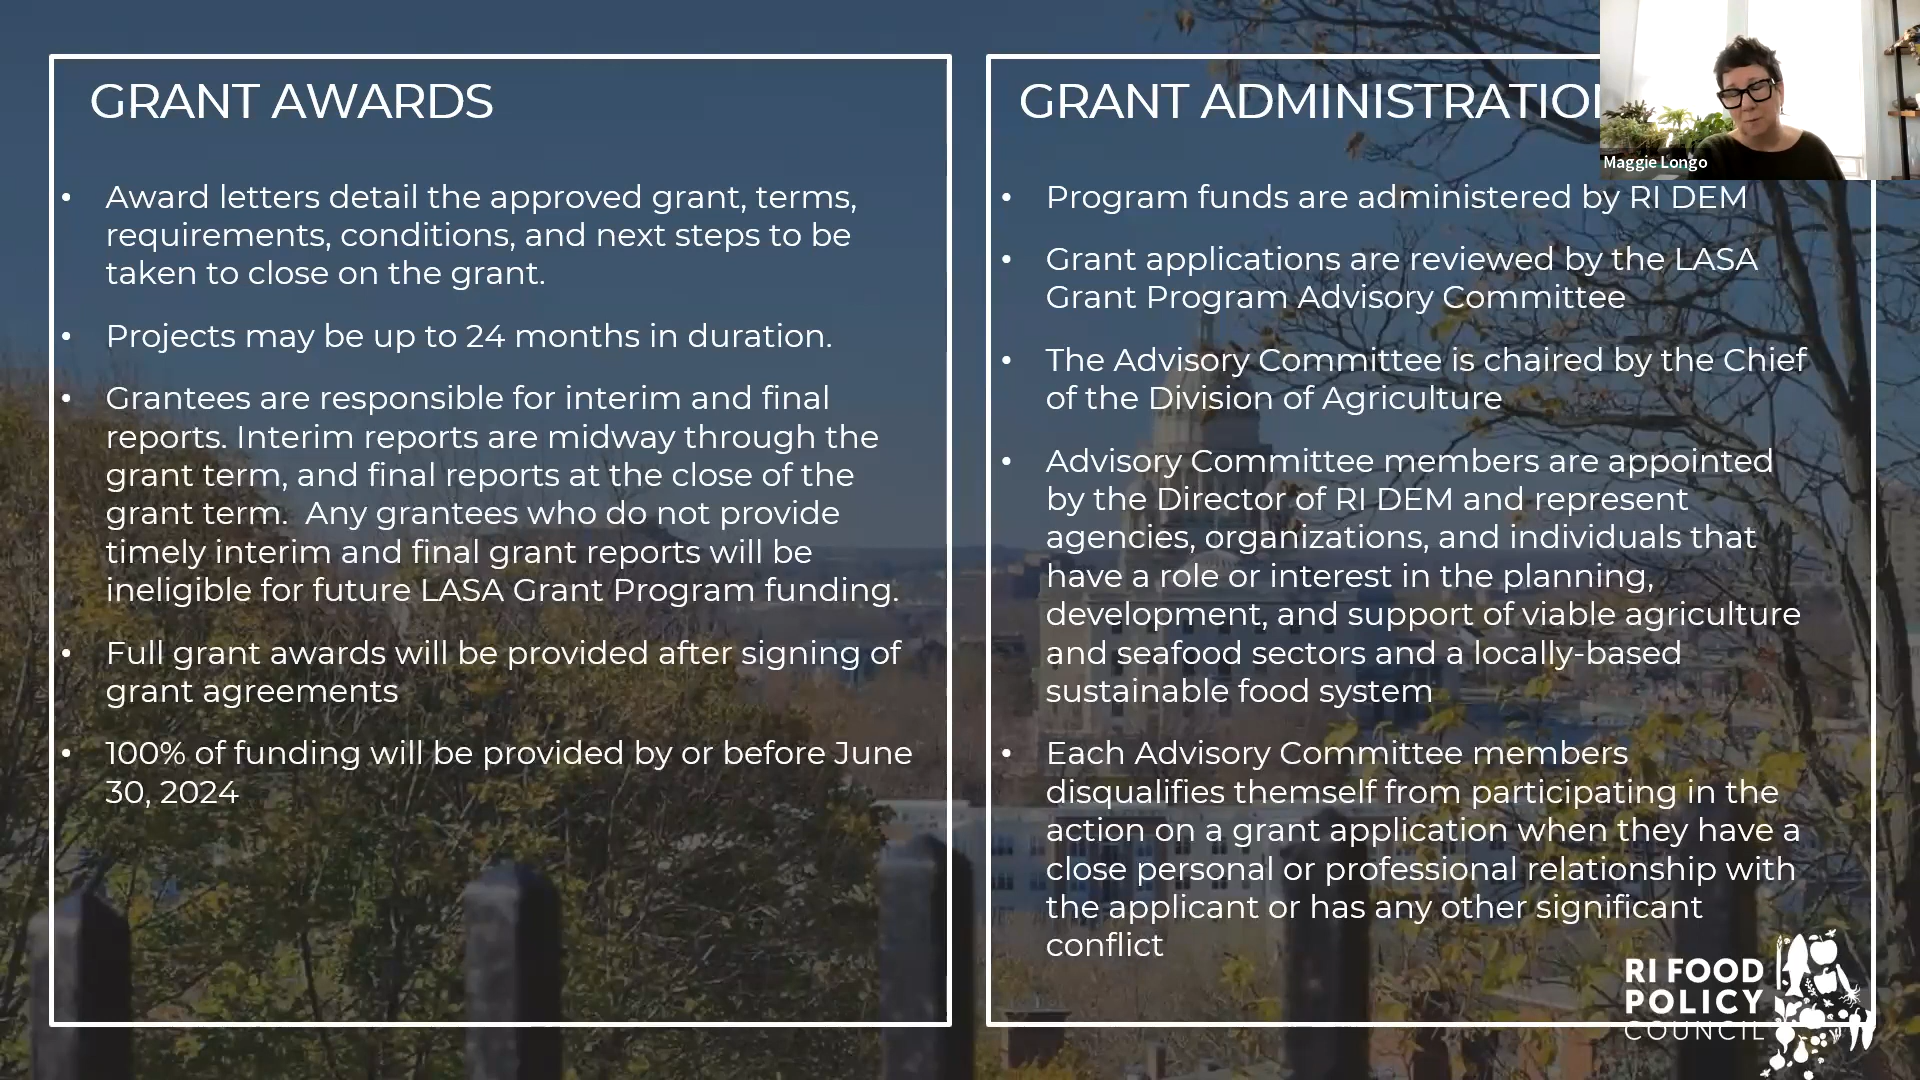 GRANT AWARDS
• Award letters detail the approved grant, terms,
requirements, conditions, and next steps to be
taken to close on the grant.
• Projects may be up to 24 months in duration.
• Grantees are responsible for interim and final
reports. Interim reports are midway through the
grant term, and final reports at the close of the
grant term.  Any grantees who do not provide
timely interim and final grant reports will be
ineligible for future LASA Grant Program funding.
• Full grant awards will be provided after signing of
grant agreements
• 100% of funding will be provided by or before June
30, 2024
GRANT ADMINISTRATION
• Program funds are administered by RI DEM
• Grant applications are reviewed by the LASA
Grant Program Advisory Committee
• The Advisory Committee is chaired by the Chief
of the Division of Agriculture
• Advisory Committee members are appointed
by the Director of RI DEM and represent
agencies, organizations, and individuals that
have a role or interest in the planning,
development, and support of viable agriculture
and seafood sectors and a locally-based
sustainable food system
• Each Advisory Committee members
disqualifies themself from participating in the
action on a grant application when they have a
close personal or professional relationship with
the applicant or has any other significant
conflict
Maggie Longo
RI FOOD
POLICY
COUNCIL